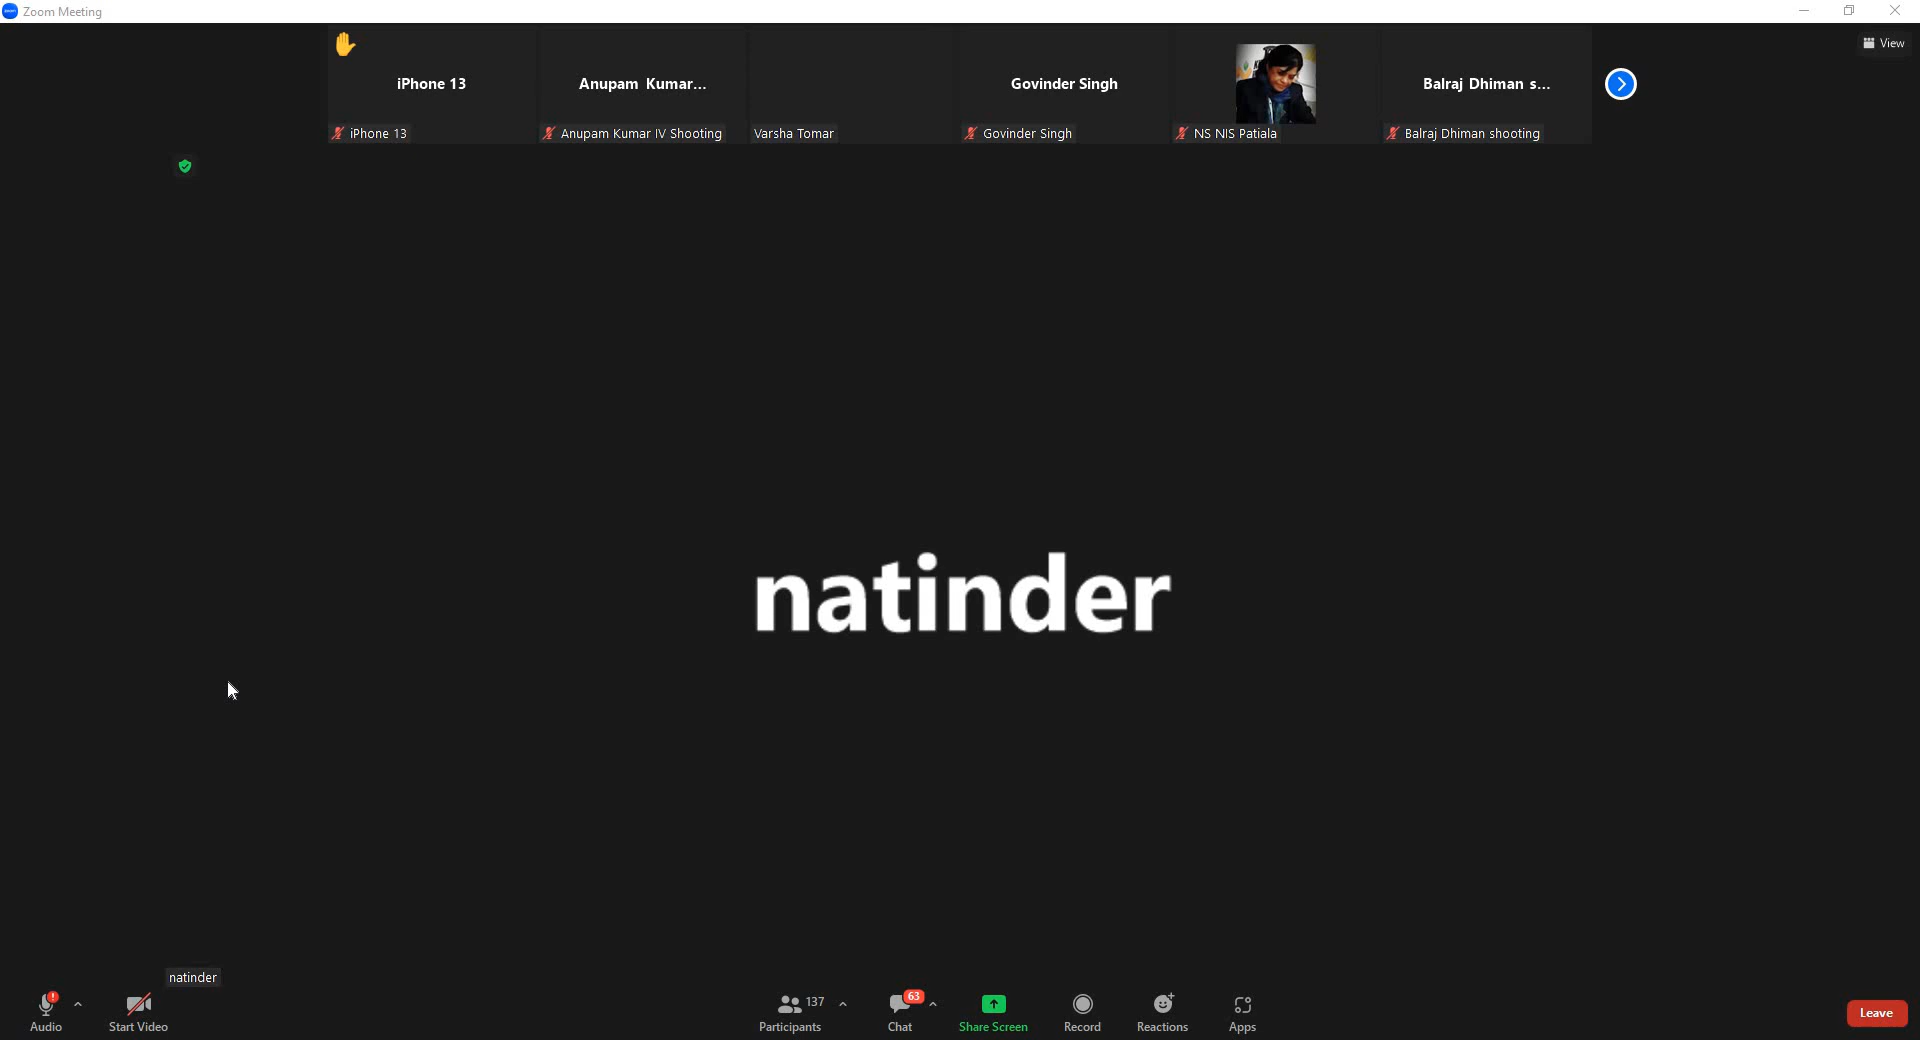 Zoom Meeting
View
iPhone 13
Anupam Kumar...
Govinder Singh
Balraj Dhiman s...
iPhone 13
Anupam Kumar IV Shooting
Varsha Tomar
Govinder Singh
NS NIS Patiala
Balraj Dhiman shooting
natinder
natinder
Audio
Start Video
137
Participants
63
Chat
Share Screen
Record
Reactions
Apps
Leave